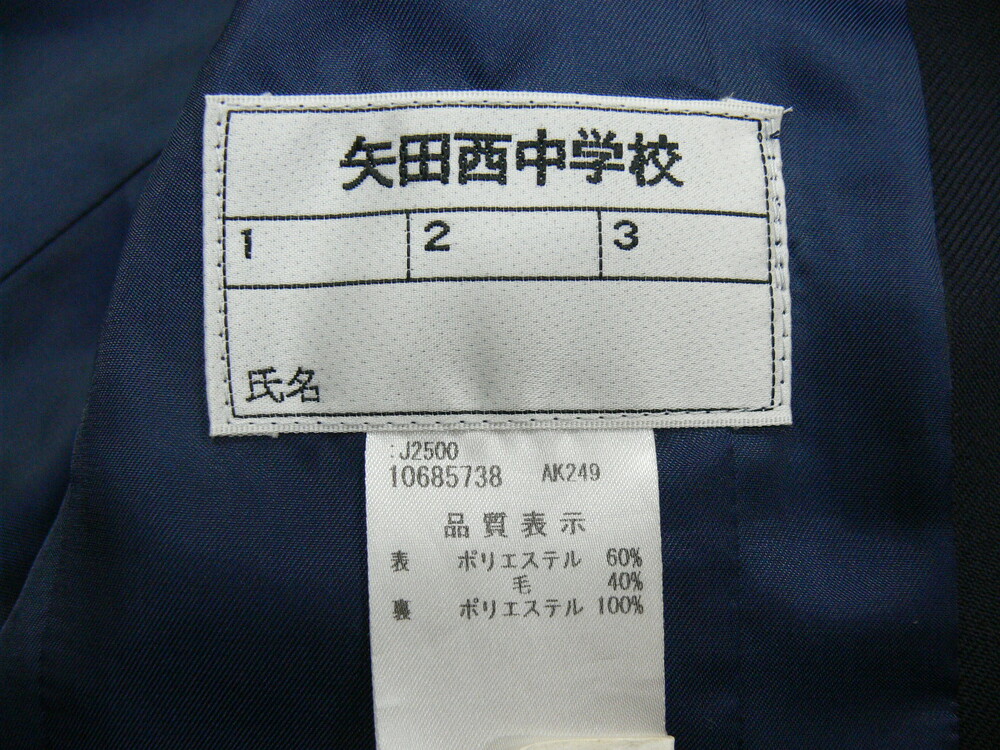 矢田西中学校
1 2 3
氏名
:J2500
10685738 AK249
品質表示
表 ポリエステル 60%
毛 40%
裏 ポリエステル 100%